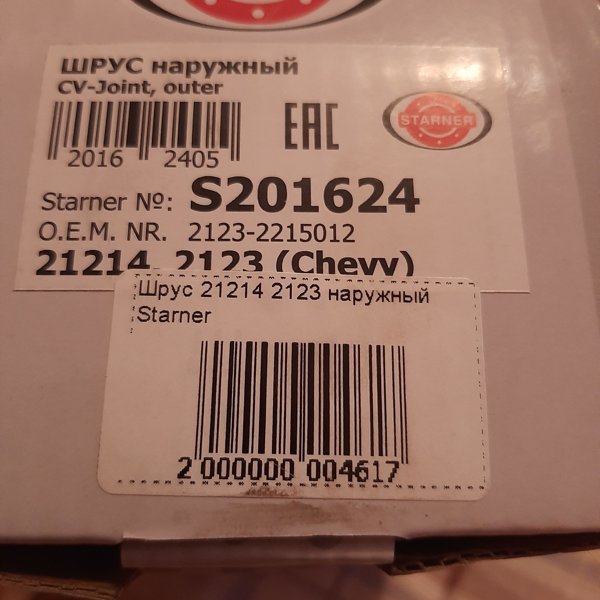 ШРУС наружный
CV-Joint, outer
2016 2405
EAC
STARNER
Starner №: S201624
O.E.M. NR. 2123-2215012
21214, 2123 (Chevy)
Шрус 21214 2123 наружный
Starner
2 000000 004617